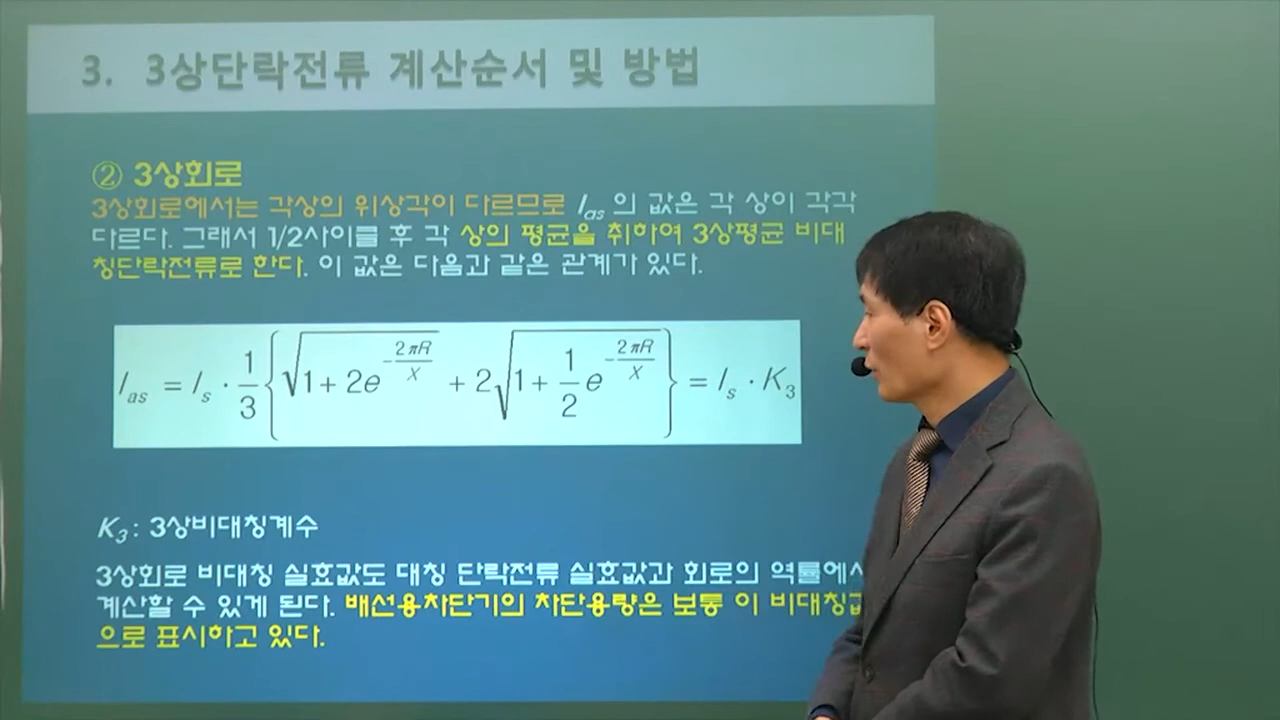 3. 3상단락전류 계산순서 및 방법
② 3상회로
3상회로에서는 각상의 위상각이 다르므로 I_as 의 값은 각 상이 각각
다르다. 그래서 1/2사이클 후 각 상의 평균을 취하여 3상평균 비대
칭단락전류로 한다. 이 값은 다음과 같은 관계가 있다.
I_as = I_s · 1/3 { √(1 + 2e^(-2πR/X)) + 2√(1 + 1/2 e^(-2πR/X)) } = I_s · K_3
K_3 : 3상비대칭계수
3상회로 비대칭 실효값도 대칭 단락전류 실효값과 회로의 역률에서
계산할 수 있게 된다. 배선용차단기의 차단용량은 보통 이 비대칭값
으로 표시하고 있다.